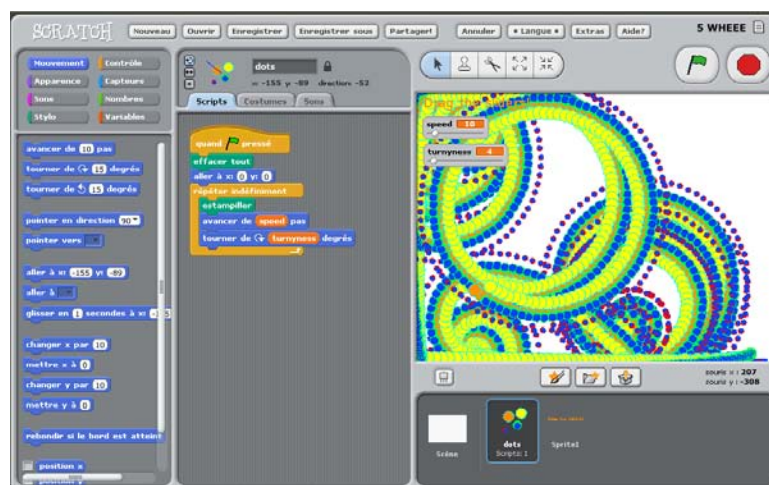 SCRATCH Nouveau Ouvrir Enregistrer Enregistrer sous Partager! Annuler • Langue • Extras Aide? 5 WHEEE
Mouvement Contrôle
Apparence Capteurs
Sons Nombres
Stylo Variables
avancer de 10 pas
tourner de 15 degrés
tourner de 15 degrés
pointer en direction 90
pointer vers
aller à x: -155 y: -89
aller à
glisser en 1 secondes à x:
changer x par 10
mettre x à 0
changer y par 10
mettre y à 0
rebondir si le bord est atteint
position x
position y
dots
x: -155 y: -89 direction -52
Scripts Costumes Sons
quand pressé
effacer tout
aller à x: 0 y: 0
répéter indéfiniment
estampiller
avancer de speed pas
tourner de turnyness degrés
Drag the
speed 10
turnyness 4
souris x : 207
souris y : -308
Scène
dots
Scripts: 1
Sprite1